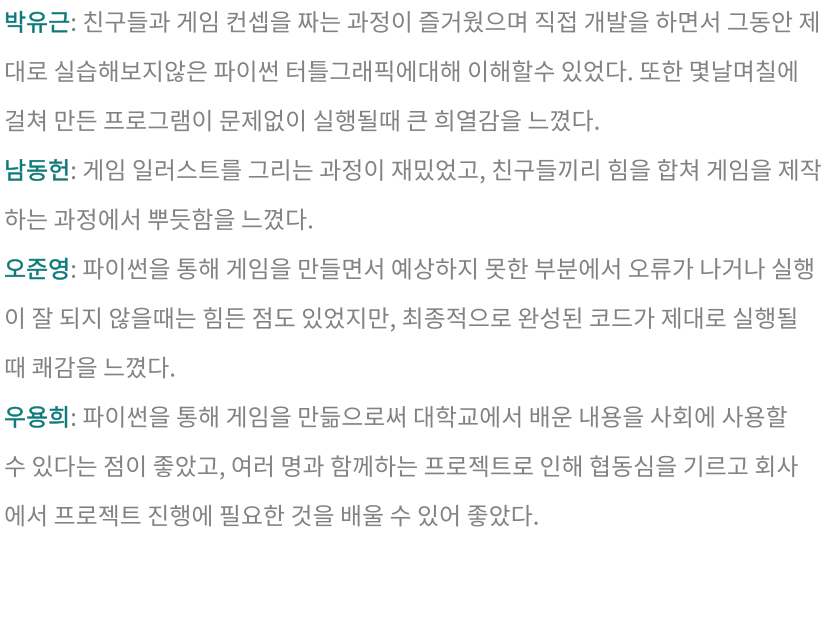 박유근: 친구들과 게임 컨셉을 짜는 과정이 즐거웠으며 직접 개발을 하면서 그동안 제
대로 실습해보지않은 파이썬 터틀그래픽에대해 이해할수 있었다. 또한 몇날며칠에
걸쳐 만든 프로그램이 문제없이 실행될때 큰 희열감을 느꼈다.
남동헌: 게임 일러스트를 그리는 과정이 재밌었고, 친구들끼리 힘을 합쳐 게임을 제작
하는 과정에서 뿌듯함을 느꼈다.
오준영: 파이썬을 통해 게임을 만들면서 예상하지 못한 부분에서 오류가 나거나 실행
이 잘 되지 않을때는 힘든 점도 있었지만, 최종적으로 완성된 코드가 제대로 실행될
때 쾌감을 느꼈다.
우용희: 파이썬을 통해 게임을 만듦으로써 대학교에서 배운 내용을 사회에 사용할
수 있다는 점이 좋았고, 여러 명과 함께하는 프로젝트로 인해 협동심을 기르고 회사
에서 프로젝트 진행에 필요한 것을 배울 수 있어 좋았다.